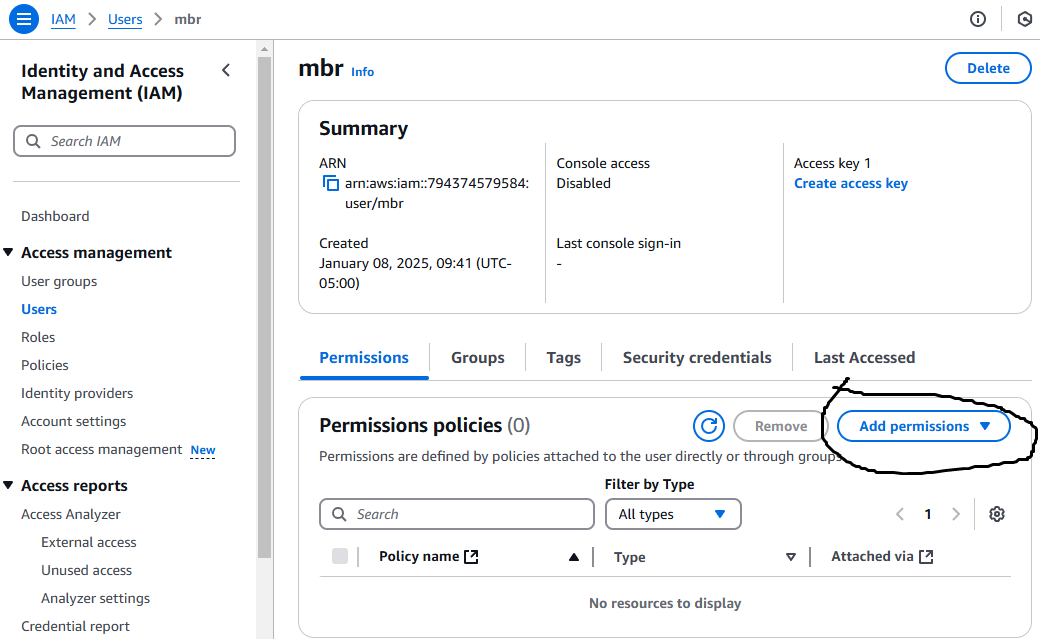 IAM > Users > mbr
Identity and Access
Management (IAM)
Search IAM
Dashboard
Access management
User groups
Users
Roles
Policies
Identity providers
Account settings
Root access management New
Access reports
Access Analyzer
External access
Unused access
Analyzer settings
Credential report
mbr Info
Delete
Summary
ARN
arn:aws:iam::794374579584:
user/mbr
Created
January 08, 2025, 09:41 (UTC-
05:00)
Console access
Disabled
Last console sign-in
-
Access key 1
Create access key
Permissions Groups Tags Security credentials Last Accessed
Permissions policies (0)
Remove Add permissions
Permissions are defined by policies attached to the user directly or through groups
Filter by Type
Search All types 1
Policy name Type Attached via
No resources to display